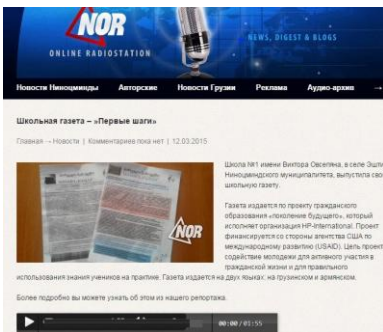 NOR
ONLINE RADIOSTATION
NEWS, DIGEST & BLOGS
Новости Ниноцминды Авторские Новости Грузии Реклама Аудио-архив →
Школьная газета – »Первые шаги»
Главная → Новости | Комментариев пока нет | 12.03.2015
Школа №1 имени Виктора Овсепяна, в селе Эшти
Ниноцминдского муниципалитета, выпустила сво
школьную газету.
Газета издается по проекту гражданского
образования «поколение будущего», который
исполняет организация HP-International. Проект
финансируется со стороны агентства США по
международному развитию (USAID). Цель проект
содействие молодежи для активного участия в
гражданской жизни и для правильного
использования знания учеников на практике. Газета издается на двух языках: на грузинском и армянском.
NOR
Более подробно вы можете узнать об этом из нашего репортажа.
00:00/01:55